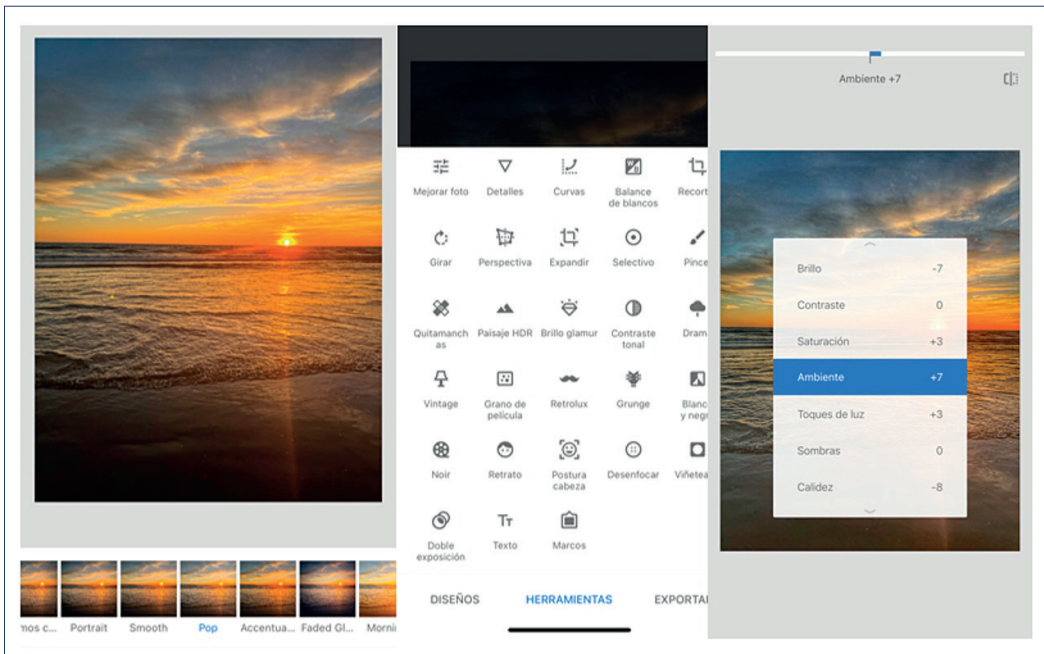 mos c...
Portrait
Smooth
Pop
Accentua...
Faded Gl...
Morni
Mejorar foto
Detalles
Curvas
Balance
de blancos
Recort
Girar
Perspectiva
Expandir
Selectivo
Pince
Quitamanch
as
Paisaje HDR
Brillo glamur
Contraste
tonal
Dram
Vintage
Grano de
película
Retrolux
Grunge
Blanc
y negr
Noir
Retrato
Postura
cabeza
Desenfocar
Viñetea
Doble
exposición
Tt
Texto
Marcos
DISEÑOS
HERRAMIENTAS
EXPORTAR
Ambiente +7
Brillo -7
Contraste 0
Saturación +3
Ambiente +7
Toques de luz +3
Sombras 0
Calidez -8